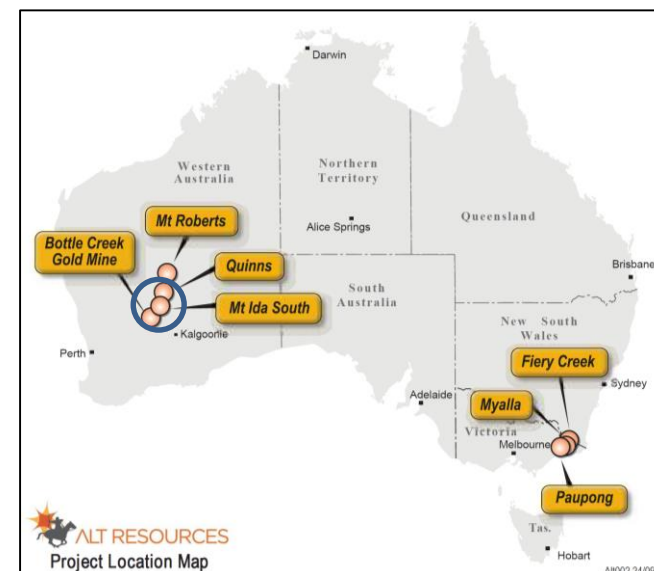 Darwin
Western
Australia
Northern
Territory
Mt Roberts
Alice Springs
Queensland
Bottle Creek
Gold Mine
Quinns
Brisbane
South
Australia
Mt Ida South
New South
Wales
Kalgoorlie
Perth
Fiery Creek
Sydney
Adelaide
Myalla
Victoria
Melbourne
Paupong
Tas.
ALT RESOURCES
Hobart
Project Location Map